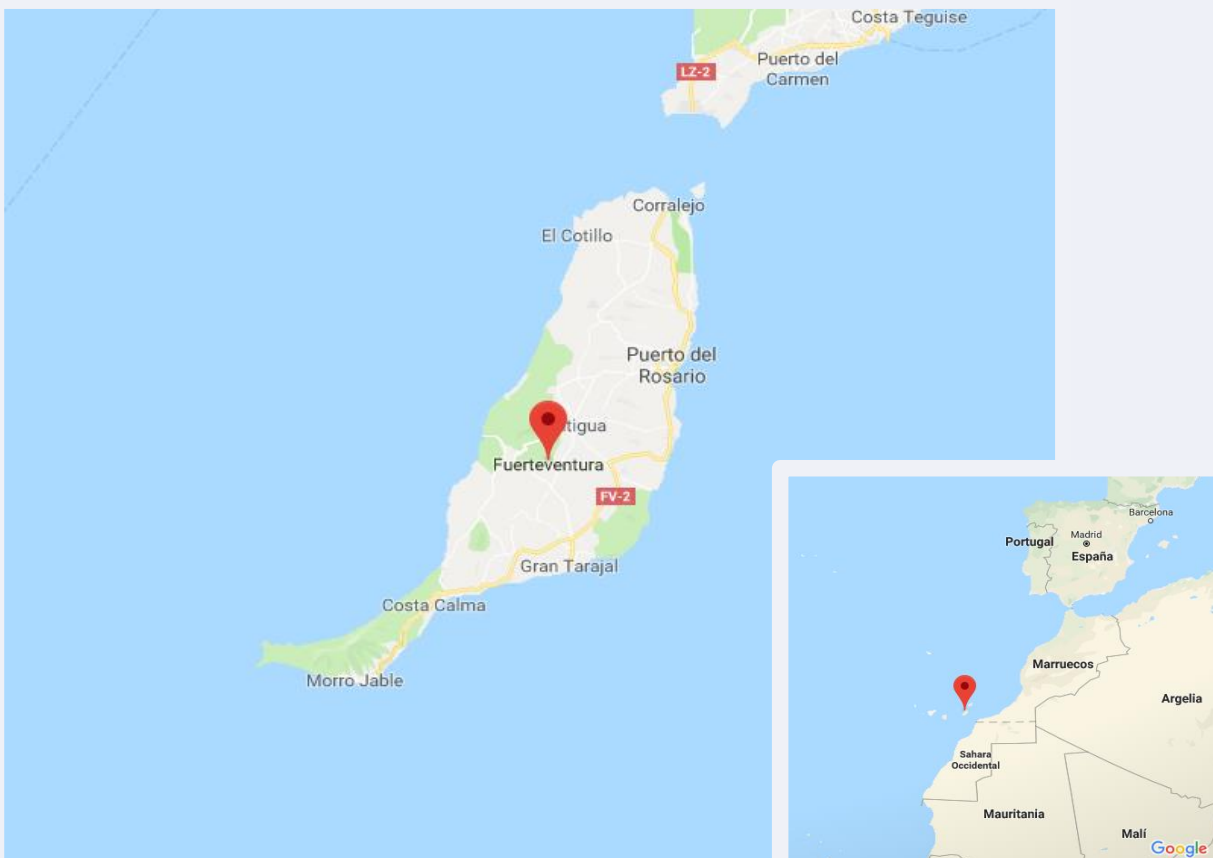 Costa Teguise
Puerto del
Carmen
LZ-2
Corralejo
El Cotillo
Puerto del
Rosario
tigua
Fuerteventura
FV-2
Gran Tarajal
Costa Calma
Morro Jable
Barcelona
Portugal
Madrid
España
Marruecos
Argelia
Sahara
Occidental
Mauritania
Malí
Google